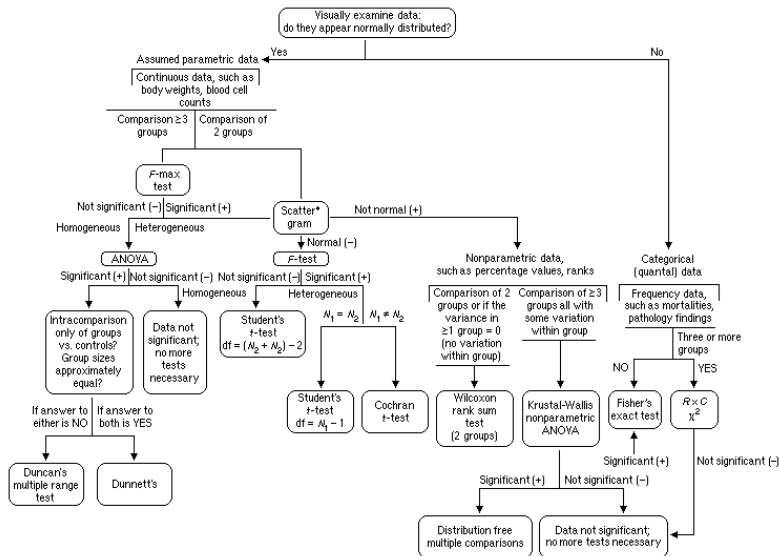 Visually examine data:
do they appear normally distributed?
Yes
No
Assumed parametric data
Continuous data, such as
body weights, blood cell
counts
Comparison ≥3
groups
Comparison of
2 groups
F-max
test
Not significant (−)
Significant (+)
Homogeneous
Heterogeneous
Scatter*
gram
Not normal (+)
Normal (−)
ANOYA
F-test
Significant (+)
Not significant (−)
Homogeneous
Not significant (−)
Significant (+)
Heterogeneous
Intracomparison
only of groups
vs. controls?
Group sizes
approximately
equal?
Data not
significant;
no more
tests
necessary
Student's
t-test
df = (N2 + N2) − 2
N1 = N2
N1 ≠ N2
Student's
t-test
df = N1 − 1
Cochran
t-test
If answer to
either is NO
If answer to
both is YES
Duncan's
multiple range
test
Dunnett's
Nonparametric data,
such as percentage values, ranks
Comparison of 2
groups or if the
variance in
≥1 group = 0
(no variation
within group)
Comparison of ≥3
groups all with
some variation
within group
Wilcoxon
rank sum
test
(2 groups)
Krustal-Wallis
nonparametric
ANOYA
Significant (+)
Not significant (−)
Distribution free
multiple comparisons
Data not significant;
no more tests necessary
Categorical
(quantal) data
Frequency data,
such as mortalities,
pathology findings
Three or more
groups
NO
YES
Fisher's
exact test
R × C
χ2
Significant (+)
Not significant (−)